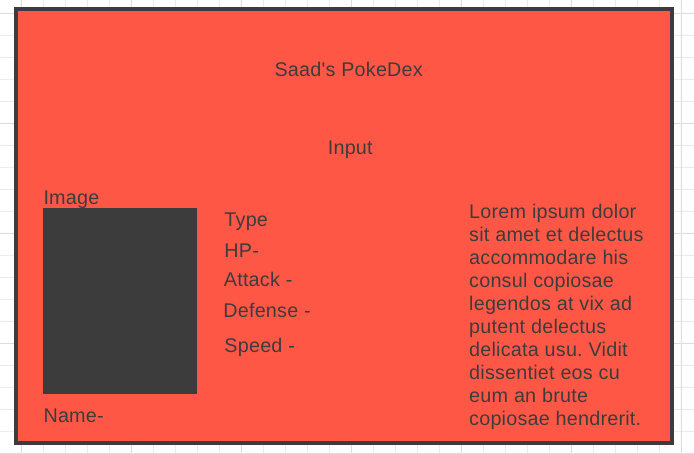 Saad's PokeDex
Input
Image
Type
HP-
Attack -
Defense -
Speed -
Name-
Lorem ipsum dolor
sit amet et delectus
accommodare his
consul copiosae
legendos at vix ad
putent delectus
delicata usu. Vidit
dissentiet eos cu
eum an brute
copiosae hendrerit.